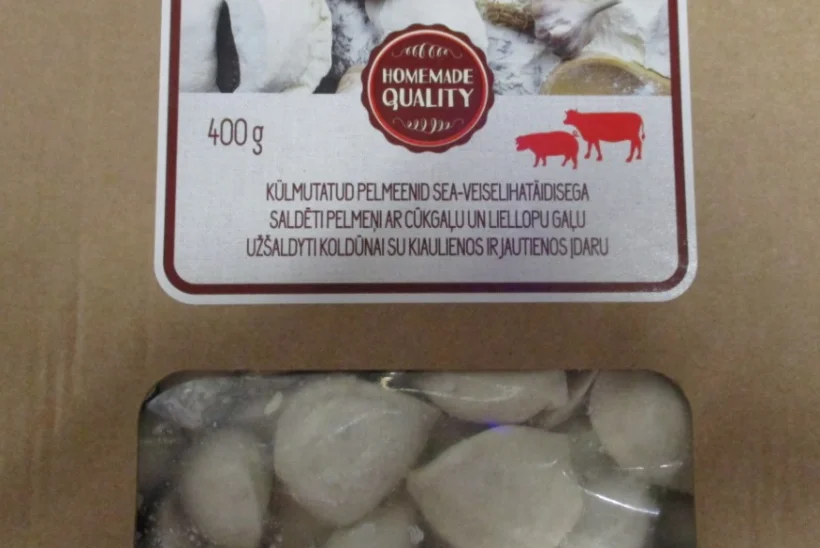 HOMEMADE
QUALITY
400 g
KÜLMUTATUD PELMEENID SEA-VEISELIHATÄIDISEGA
SALDĒTI PELMEŅI AR CŪKGAĻU UN LIELLOPU GAĻU
UŽŠALDYTI KOLDŪNAI SU KIAULIENOS IR JAUTIENOS ĮDARU